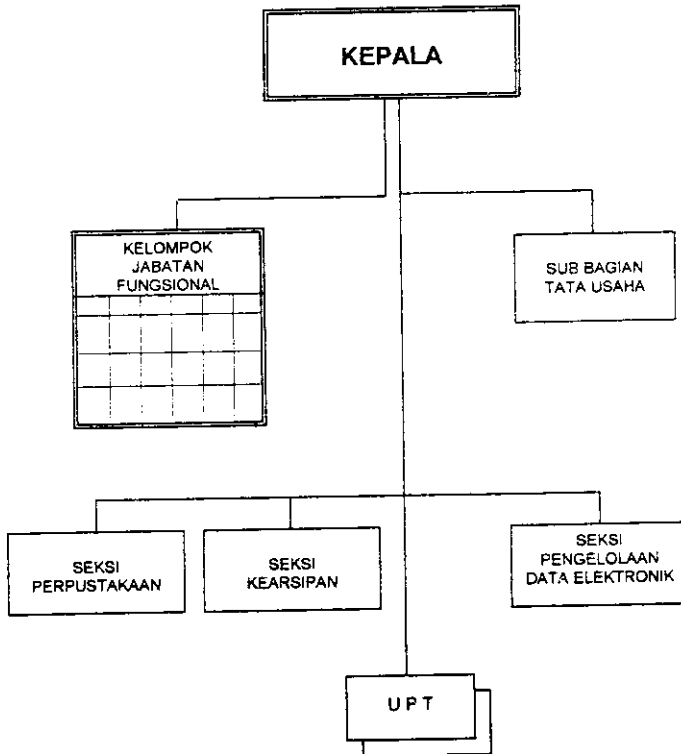 KEPALA
KELOMPOK
JABATAN
FUNGSIONAL
SUB BAGIAN
TATA USAHA
SEKSI
PERPUSTAKAAN
SEKSI
KEARSIPAN
SEKSI
PENGELOLAAN
DATA ELEKTRONIK
U P T